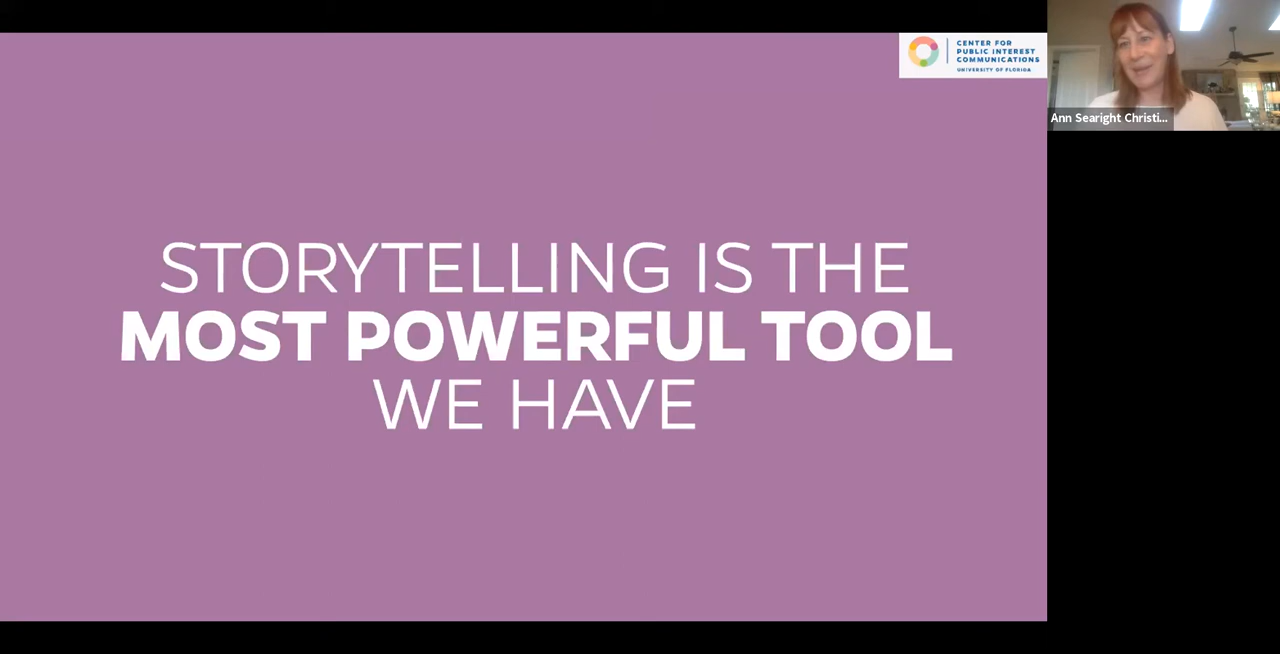 CENTER FOR
PUBLIC INTEREST
COMMUNICATIONS
UNIVERSITY OF FLORIDA
Ann Searight Christi...
STORYTELLING IS THE
MOST POWERFUL TOOL
WE HAVE